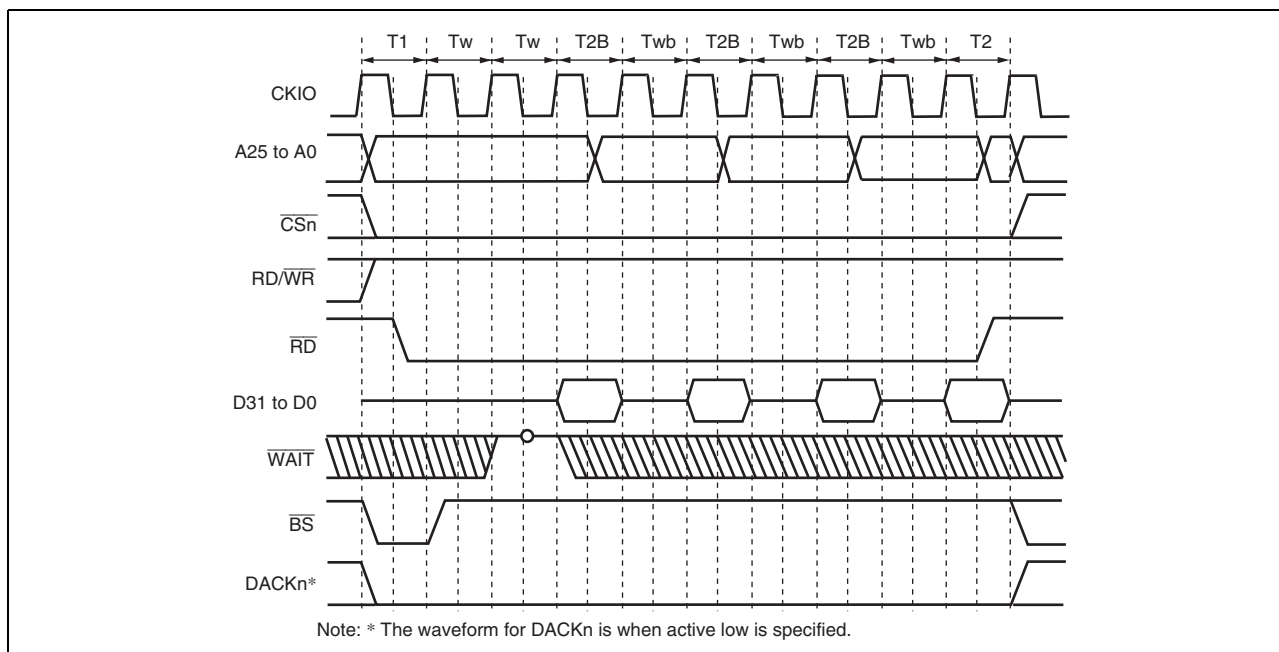 T1 Tw Tw T2B Twb T2B Twb T2B Twb T2
CKIO
A25 to A0
CSn
RD/WR
RD
D31 to D0
WAIT
BS
DACKn*
Note: * The waveform for DACKn is when active low is specified.